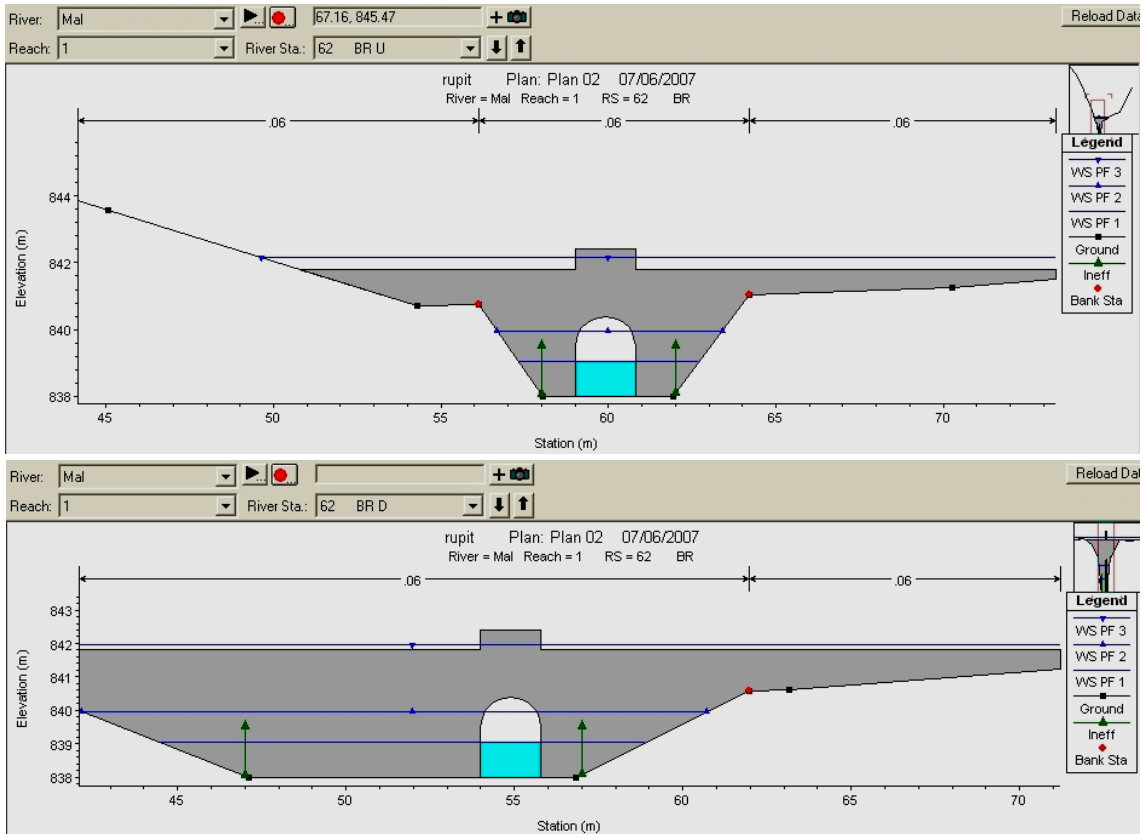 River: Mal 67.16, 845.47 Reload Data
Reach: 1 River Sta.: 62 BR U
rupit Plan: Plan 02 07/06/2007
River = Mal Reach = 1 RS = 62 BR
.06 .06 .06
Legend
WS PF 3
WS PF 2
WS PF 1
Ground
Ineff
Bank Sta
844
842
840
838
Elevation (m)
45 50 55 60 65 70
Station (m)
River: Mal Reload Dat
Reach: 1 River Sta.: 62 BR D
rupit Plan: Plan 02 07/06/2007
River = Mal Reach = 1 RS = 62 BR
.06 .06
Legend
WS PF 3
WS PF 2
WS PF 1
Ground
Ineff
Bank Sta
843
842
841
840
839
838
Elevation (m)
45 50 55 60 65 70
Station (m)